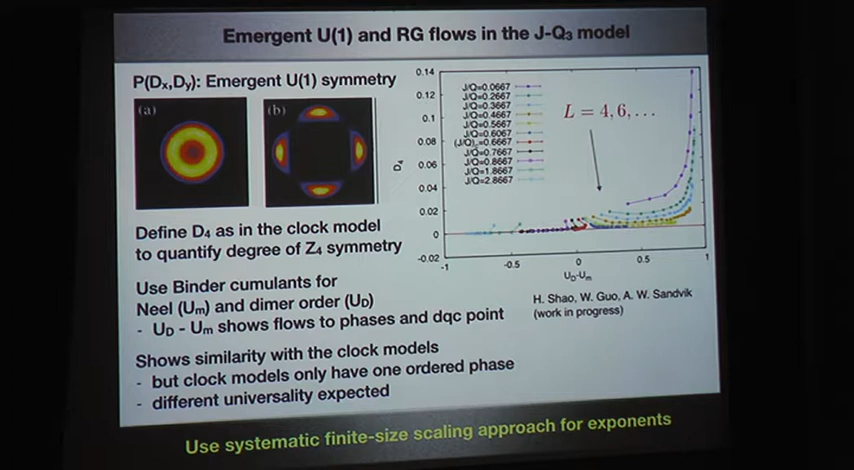 Emergent U(1) and RG flows in the J-Q₃ model
P(Dₓ,Dᵧ): Emergent U(1) symmetry
(a)
(b)
Define D₄ as in the clock model
to quantify degree of Z₄ symmetry
Use Binder cumulants for
Neel (Uₘ) and dimer order (U_D)
- U_D - Uₘ shows flows to phases and dqc point
Shows similarity with the clock models
- but clock models only have one ordered phase
- different universality expected
0.14
0.12
0.1
0.08
0.06
0.04
0.02
0
-0.02
D₄
J/Q=0.0667
J/Q=0.2667
J/Q=0.3667
J/Q=0.4667
J/Q=0.5667
J/Q=0.6067
(J/Q)꜀=0.6667
J/Q=0.7667
J/Q=0.8667
J/Q=1.8667
J/Q=2.8667
L = 4, 6, . . .
-1
-0.5
0
0.5
1
U_D-Uₘ
H. Shao, W. Guo, A. W. Sandvik
(work in progress)
Use systematic finite-size scaling approach for exponents